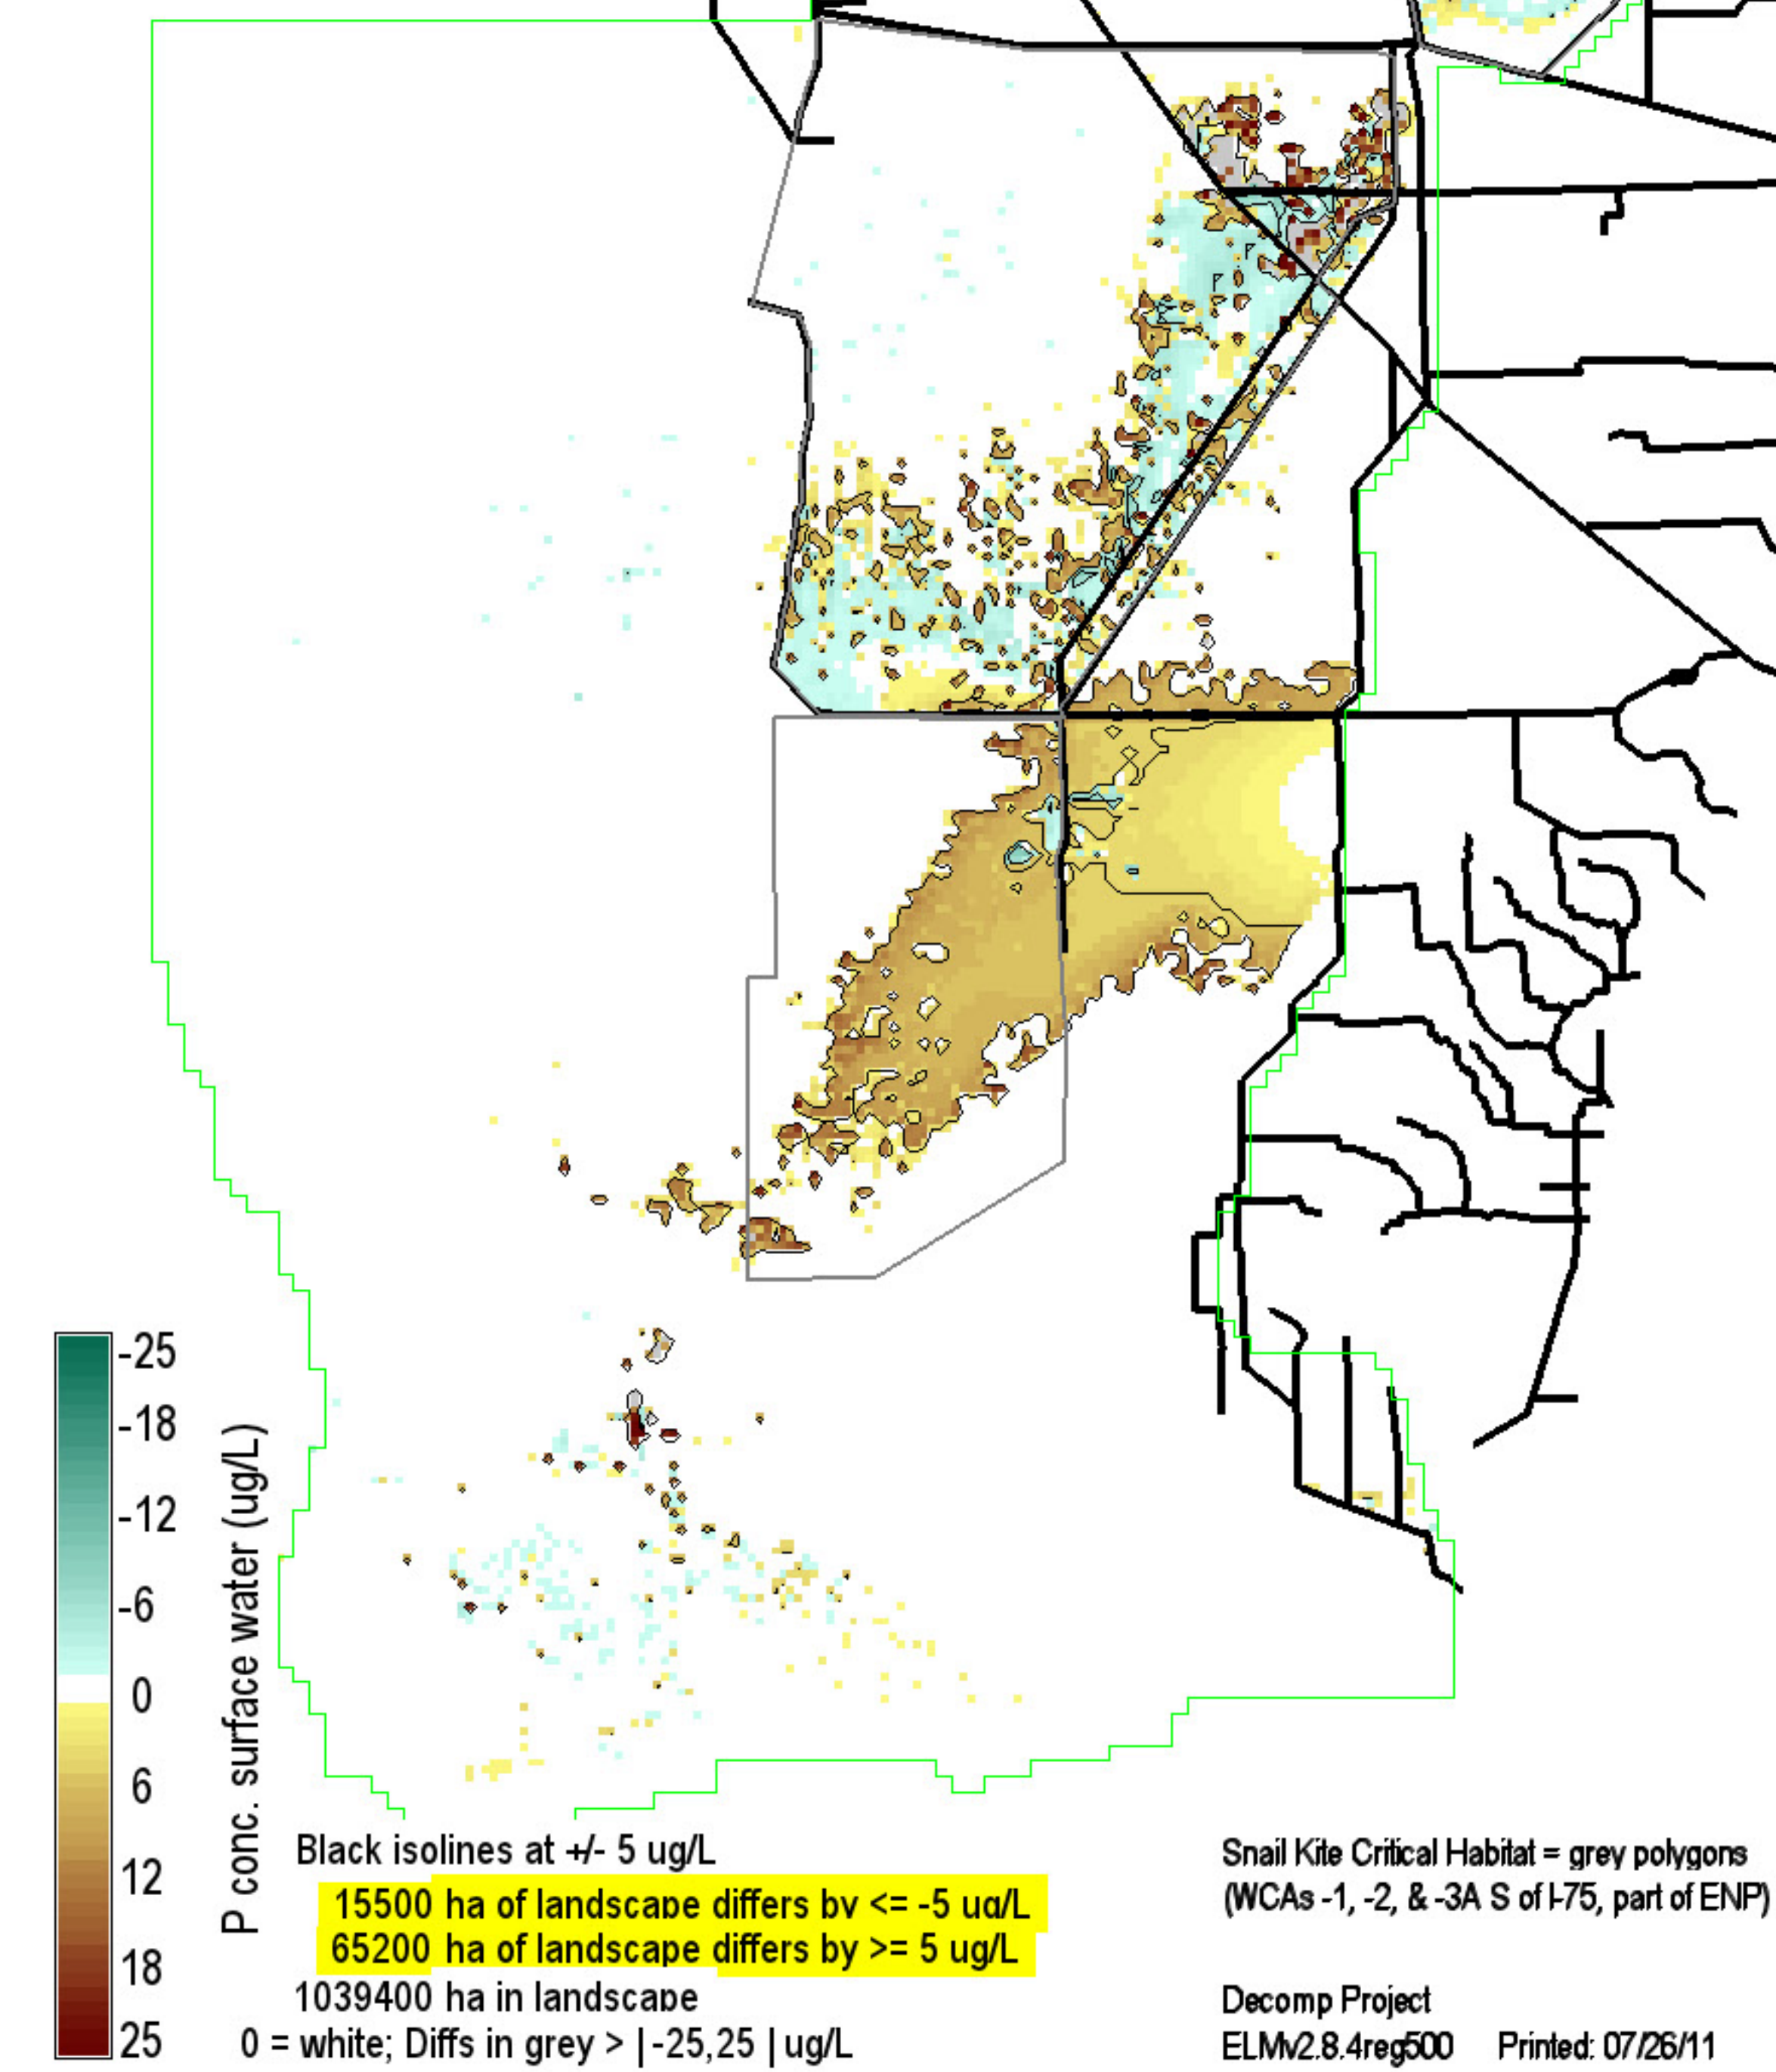 -25
-18
-12
-6
0
6
12
18
25
P conc. surface water (ug/L)
Black isolines at +/- 5 ug/L
15500 ha of landscape differs by <= -5 ug/L
65200 ha of landscape differs by >= 5 ug/L
1039400 ha in landscape
0 = white; Diffs in grey > | -25,25 | ug/L
Snail Kite Critical Habitat = grey polygons
(WCAs -1, -2, & -3A S of I-75, part of ENP)
Decomp Project
ELMv2.8.4reg500 Printed: 07/26/11